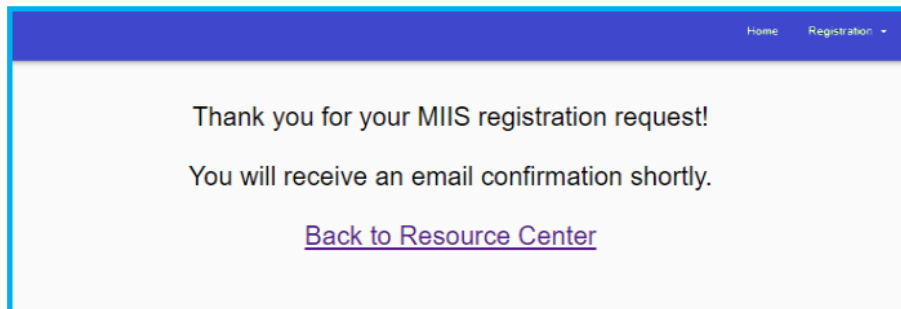 Home Registration
Thank you for your MIIS registration request!
You will receive an email confirmation shortly.
Back to Resource Center